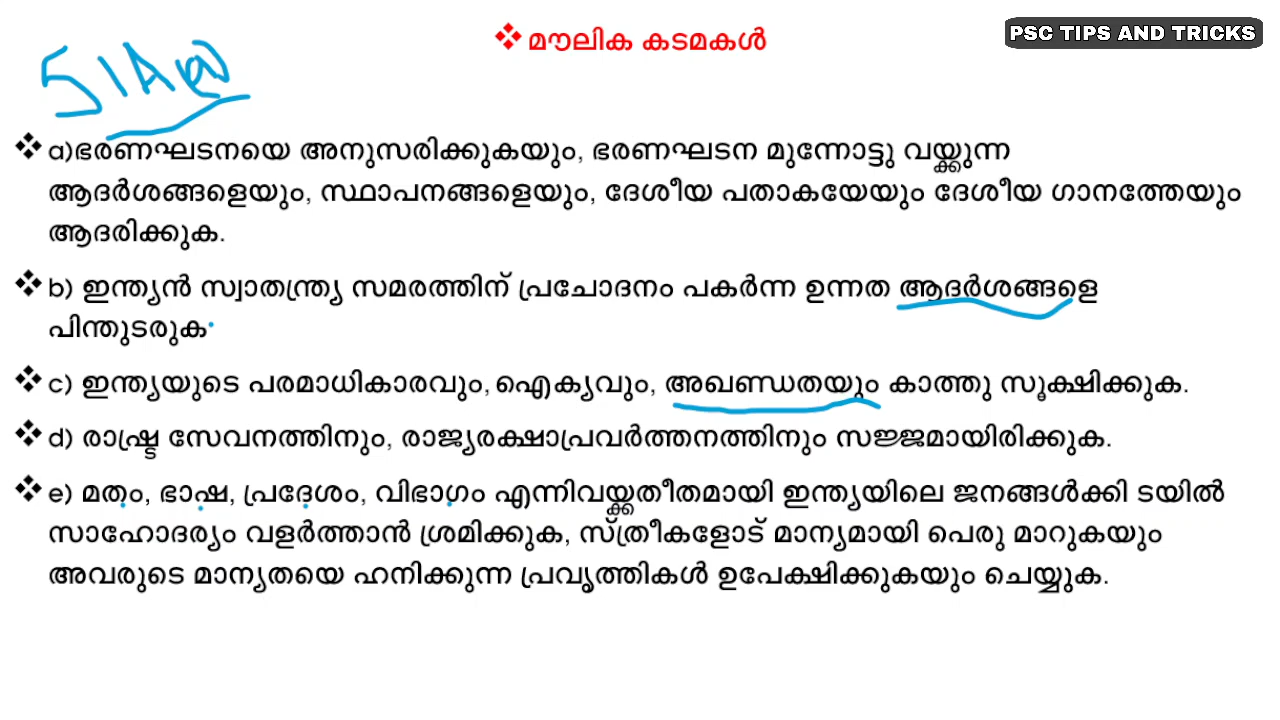 PSC TIPS AND TRICKS
❖ മൗലിക കടമകൾ
51A
❖ a)ഭരണഘടനയെ അനുസരിക്കുകയും, ഭരണഘടന മുന്നോട്ടു വയ്ക്കുന്ന
ആദർശങ്ങളെയും, സ്ഥാപനങ്ങളെയും, ദേശീയ പതാകയേയും ദേശീയ ഗാനത്തേയും
ആദരിക്കുക.
❖ b) ഇന്ത്യൻ സ്വാതന്ത്ര്യ സമരത്തിന് പ്രചോദനം പകർന്ന ഉന്നത ആദർശങ്ങളെ
പിന്തുടരുക
❖ c) ഇന്ത്യയുടെ പരമാധികാരവും, ഐക്യവും, അഖണ്ഡതയും കാത്തു സൂക്ഷിക്കുക.
❖ d) രാഷ്ട്ര സേവനത്തിനും, രാജ്യരക്ഷാപ്രവർത്തനത്തിനും സജ്ജമായിരിക്കുക.
❖ e) മതം, ഭാഷ, പ്രദേശം, വിഭാഗം എന്നിവയ്ക്കതീതമായി ഇന്ത്യയിലെ ജനങ്ങൾക്കി ടയിൽ
സാഹോദര്യം വളർത്താൻ ശ്രമിക്കുക, സ്ത്രീകളോട് മാന്യമായി പെരു മാറുകയും
അവരുടെ മാന്യതയെ ഹനിക്കുന്ന പ്രവൃത്തികൾ ഉപേക്ഷിക്കുകയും ചെയ്യുക.